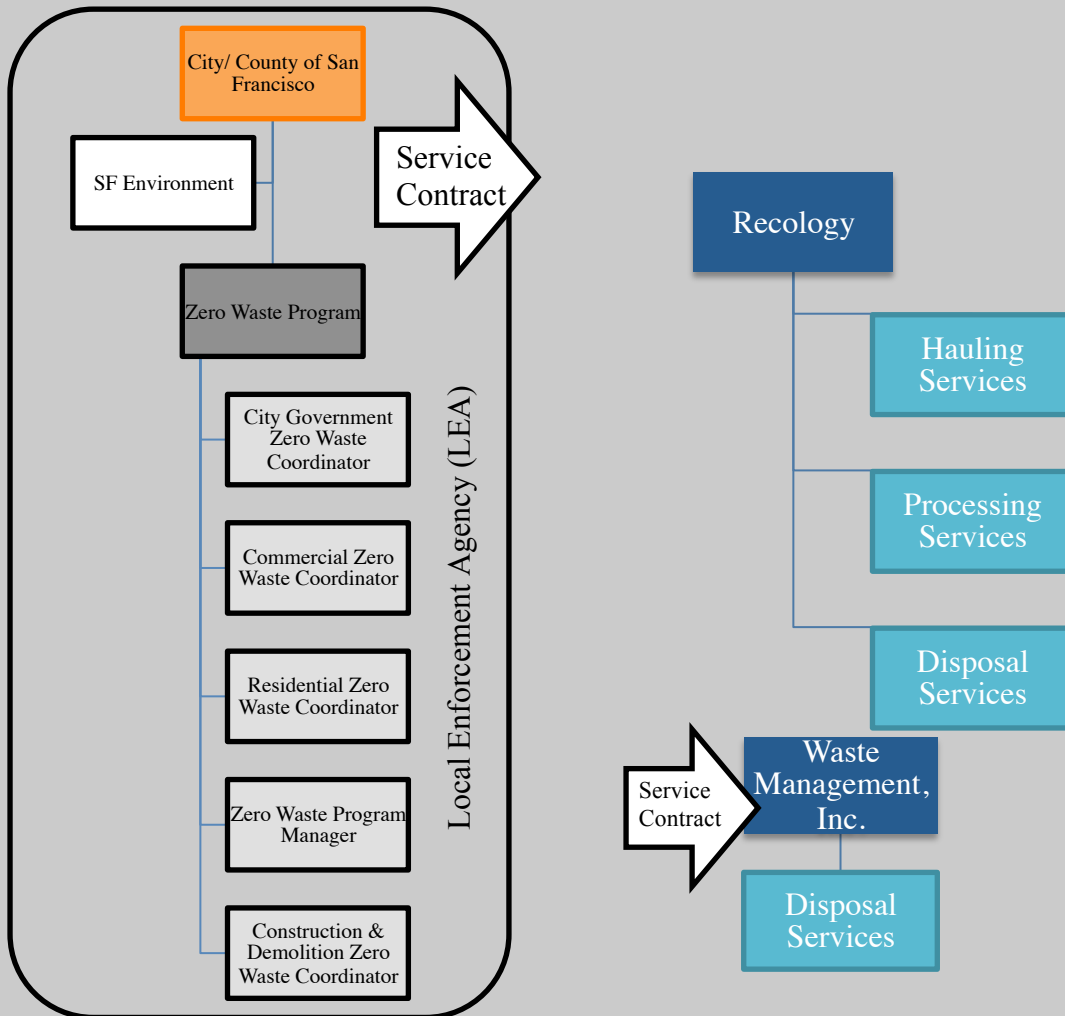 City/ County of San
Francisco
SF Environment
Service
Contract
Zero Waste Program
City Government
Zero Waste
Coordinator
Commercial Zero
Waste Coordinator
Residential Zero
Waste Coordinator
Zero Waste Program
Manager
Construction &
Demolition Zero
Waste Coordinator
Local Enforcement Agency (LEA)
Recology
Hauling
Services
Processing
Services
Disposal
Services
Service
Contract
Waste
Management,
Inc.
Disposal
Services